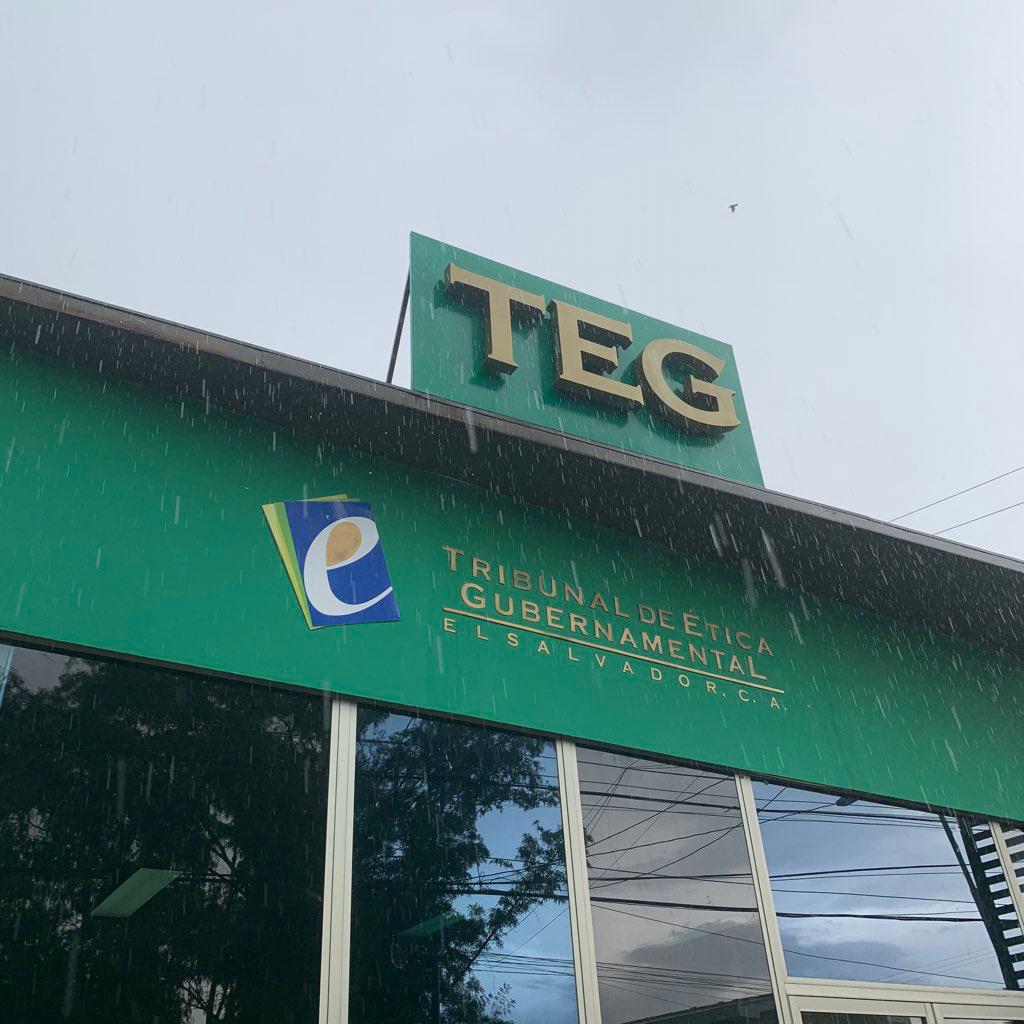 TEG
e
TRIBUNAL DE ÉTICA
GUBERNAMENTAL
EL SALVADOR, C.A.